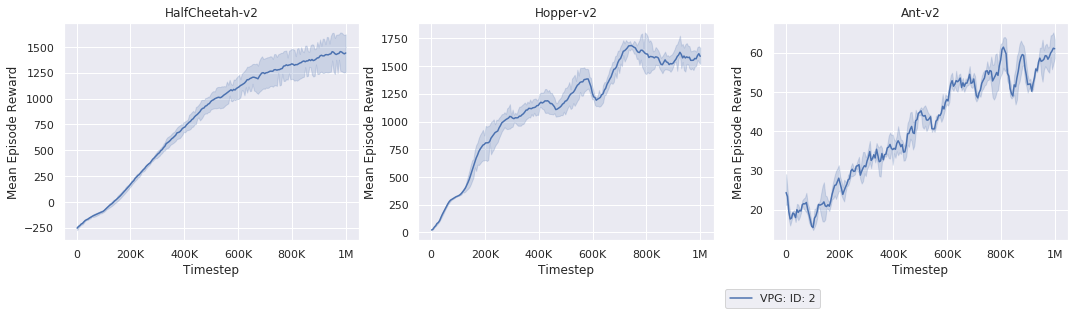 HalfCheetah-v2
Mean Episode Reward
1500
1250
1000
750
500
250
0
−250
0 200K 400K 600K 800K 1M
Timestep
Hopper-v2
Mean Episode Reward
1750
1500
1250
1000
750
500
250
0
0 200K 400K 600K 800K 1M
Timestep
Ant-v2
Mean Episode Reward
60
50
40
30
20
0 200K 400K 600K 800K 1M
Timestep
VPG: ID: 2